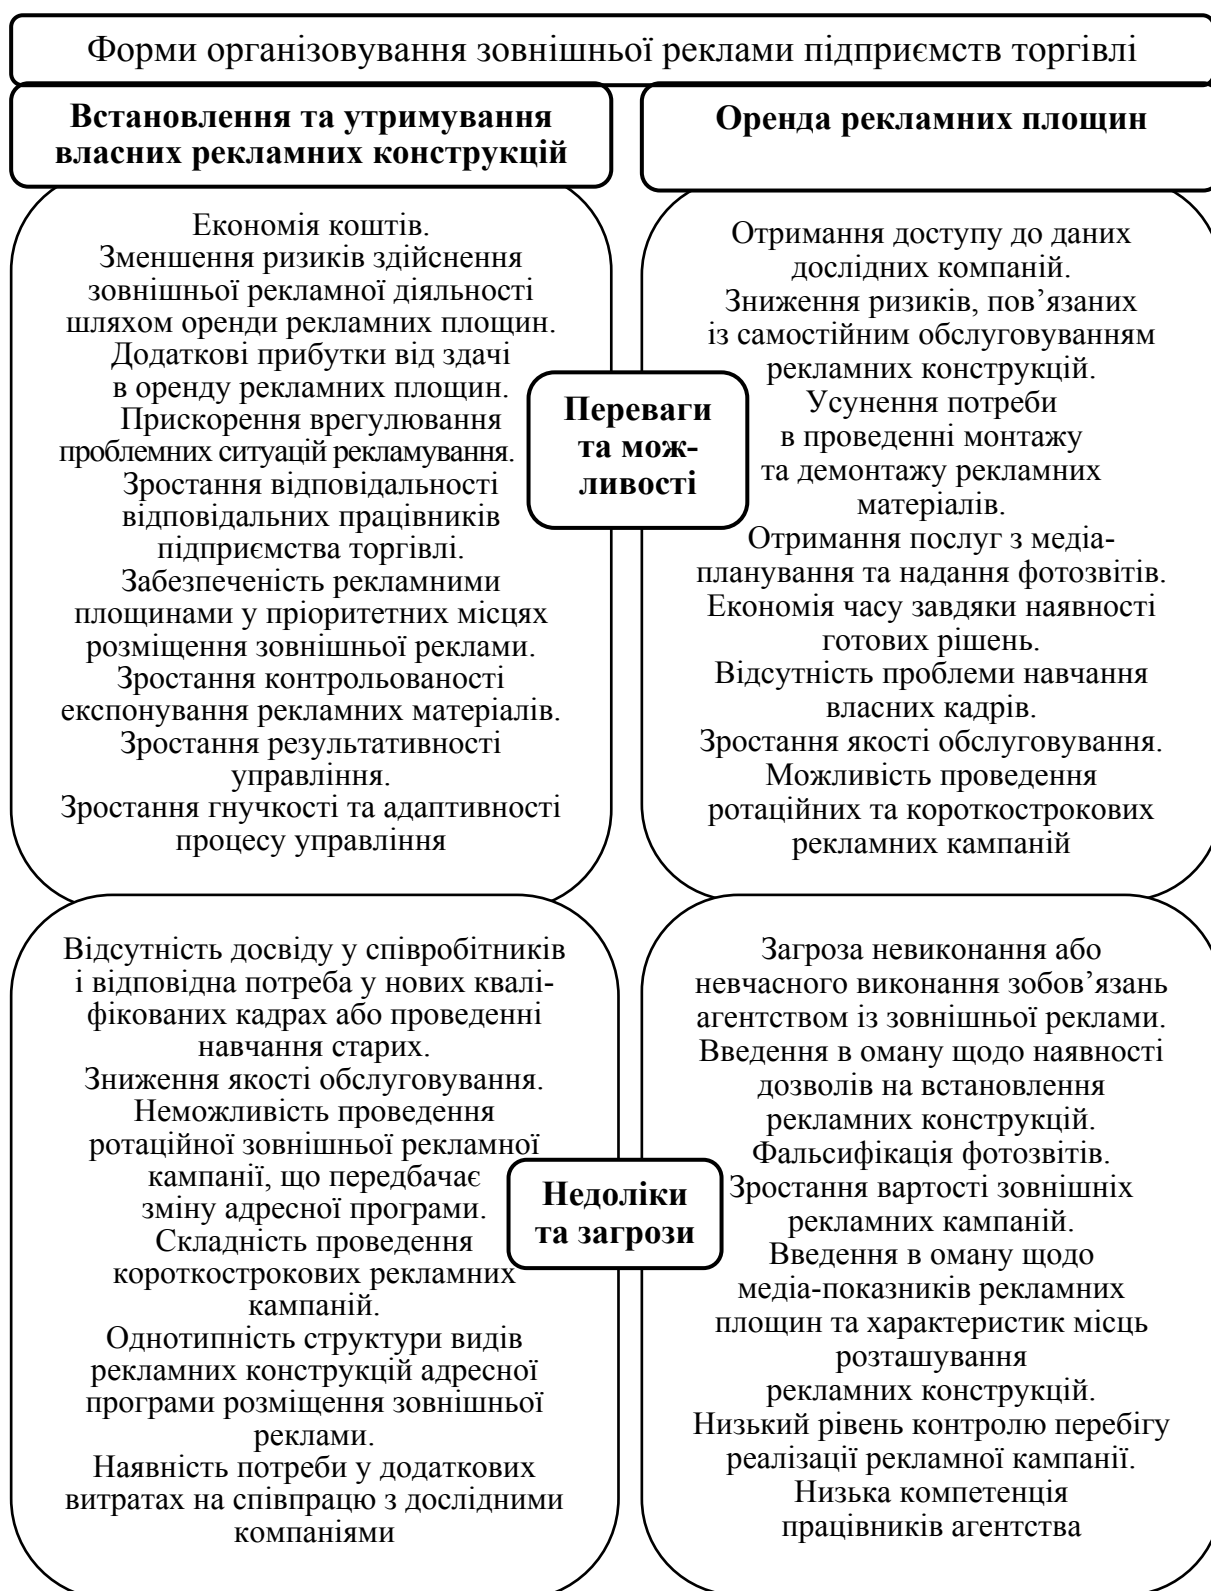 Форми організовування зовнішньої реклами підприємств торгівлі
Встановлення та утримування
власних рекламних конструкцій
Оренда рекламних площин
Економія коштів.
Зменшення ризиків здійснення
зовнішньої рекламної діяльності
шляхом оренди рекламних площин.
Додаткові прибутки від здачі
в оренду рекламних площин.
Прискорення врегулювання
проблемних ситуацій рекламування.
Зростання відповідальності
відповідальних працівників
підприємства торгівлі.
Забезпеченість рекламними
площинами у пріоритетних місцях
розміщення зовнішньої реклами.
Зростання контрольованості
експонування рекламних матеріалів.
Зростання результативності
управління.
Зростання гнучкості та адаптивності
процесу управління
Переваги
та мож-
ливості
Отримання доступу до даних
дослідних компаній.
Зниження ризиків, пов’язаних
із самостійним обслуговуванням
рекламних конструкцій.
Усунення потреби
в проведенні монтажу
та демонтажу рекламних
матеріалів.
Отримання послуг з медіа-
планування та надання фотозвітів.
Економія часу завдяки наявності
готових рішень.
Відсутність проблеми навчання
власних кадрів.
Зростання якості обслуговування.
Можливість проведення
ротаційних та короткострокових
рекламних кампаній
Відсутність досвіду у співробітників
і відповідна потреба у нових квалі-
фікованих кадрах або проведенні
навчання старих.
Зниження якості обслуговування.
Неможливість проведення
ротаційної зовнішньої рекламної
кампанії, що передбачає
зміну адресної програми.
Складність проведення
короткострокових рекламних
кампаній.
Однотипність структури видів
рекламних конструкцій адресної
програми розміщення зовнішньої
реклами.
Наявність потреби у додаткових
витратах на співпрацю з дослідними
компаніями
Недоліки
та загрози
Загроза невиконання або
невчасного виконання зобов’язань
агентством із зовнішньої реклами.
Введення в оману щодо наявності
дозволів на встановлення
рекламних конструкцій.
Фальсифікація фотозвітів.
Зростання вартості зовнішніх
рекламних кампаній.
Введення в оману щодо
медіа-показників рекламних
площин та характеристик місць
розташування
рекламних конструкцій.
Низький рівень контролю перебігу
реалізації рекламної кампанії.
Низька компетенція
працівників агентства